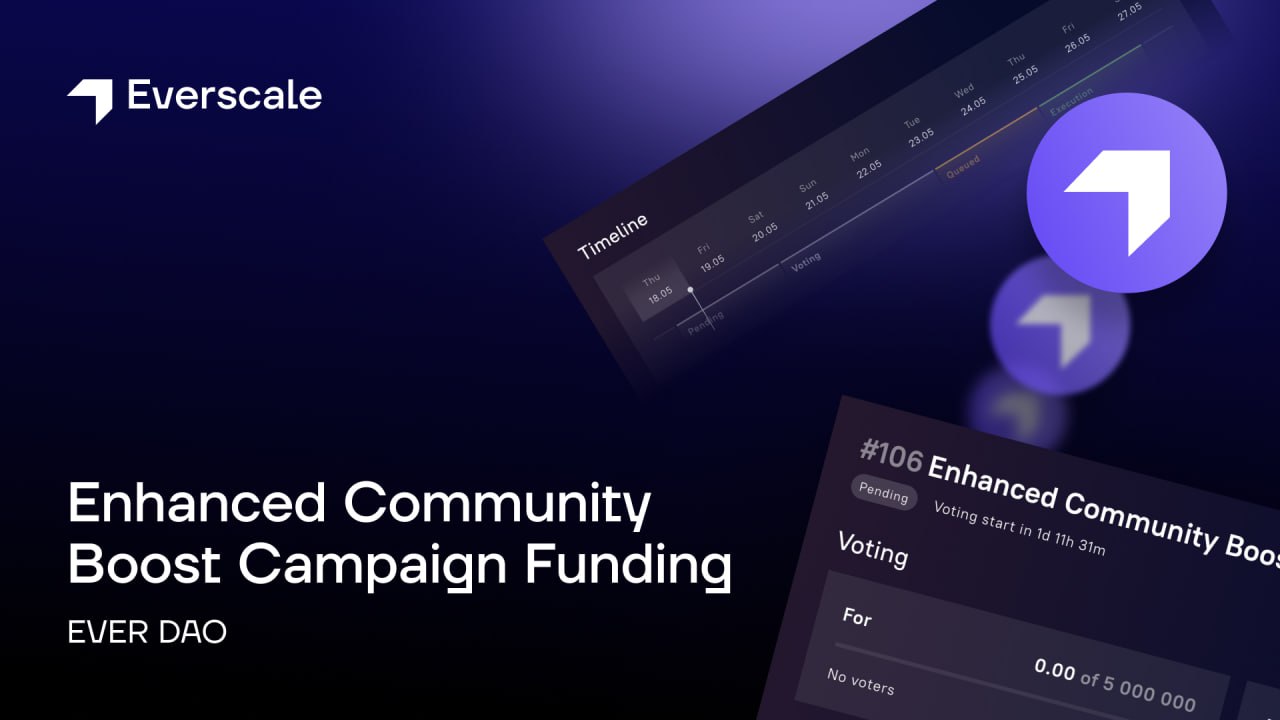 Everscale
Timeline
Thu Fri Sat Sun Mon Tue Wed Thu Fri
18.05 19.05 20.05 21.05 22.05 23.05 24.05 25.05 26.05 27.05
Pending Voting Queued Execution
Enhanced Community
Boost Campaign Funding
EVER DAO
#106 Enhanced Community
Pending Voting start in 1d 11h 31m
Voting
For
0.00 of 5 000 000
No voters